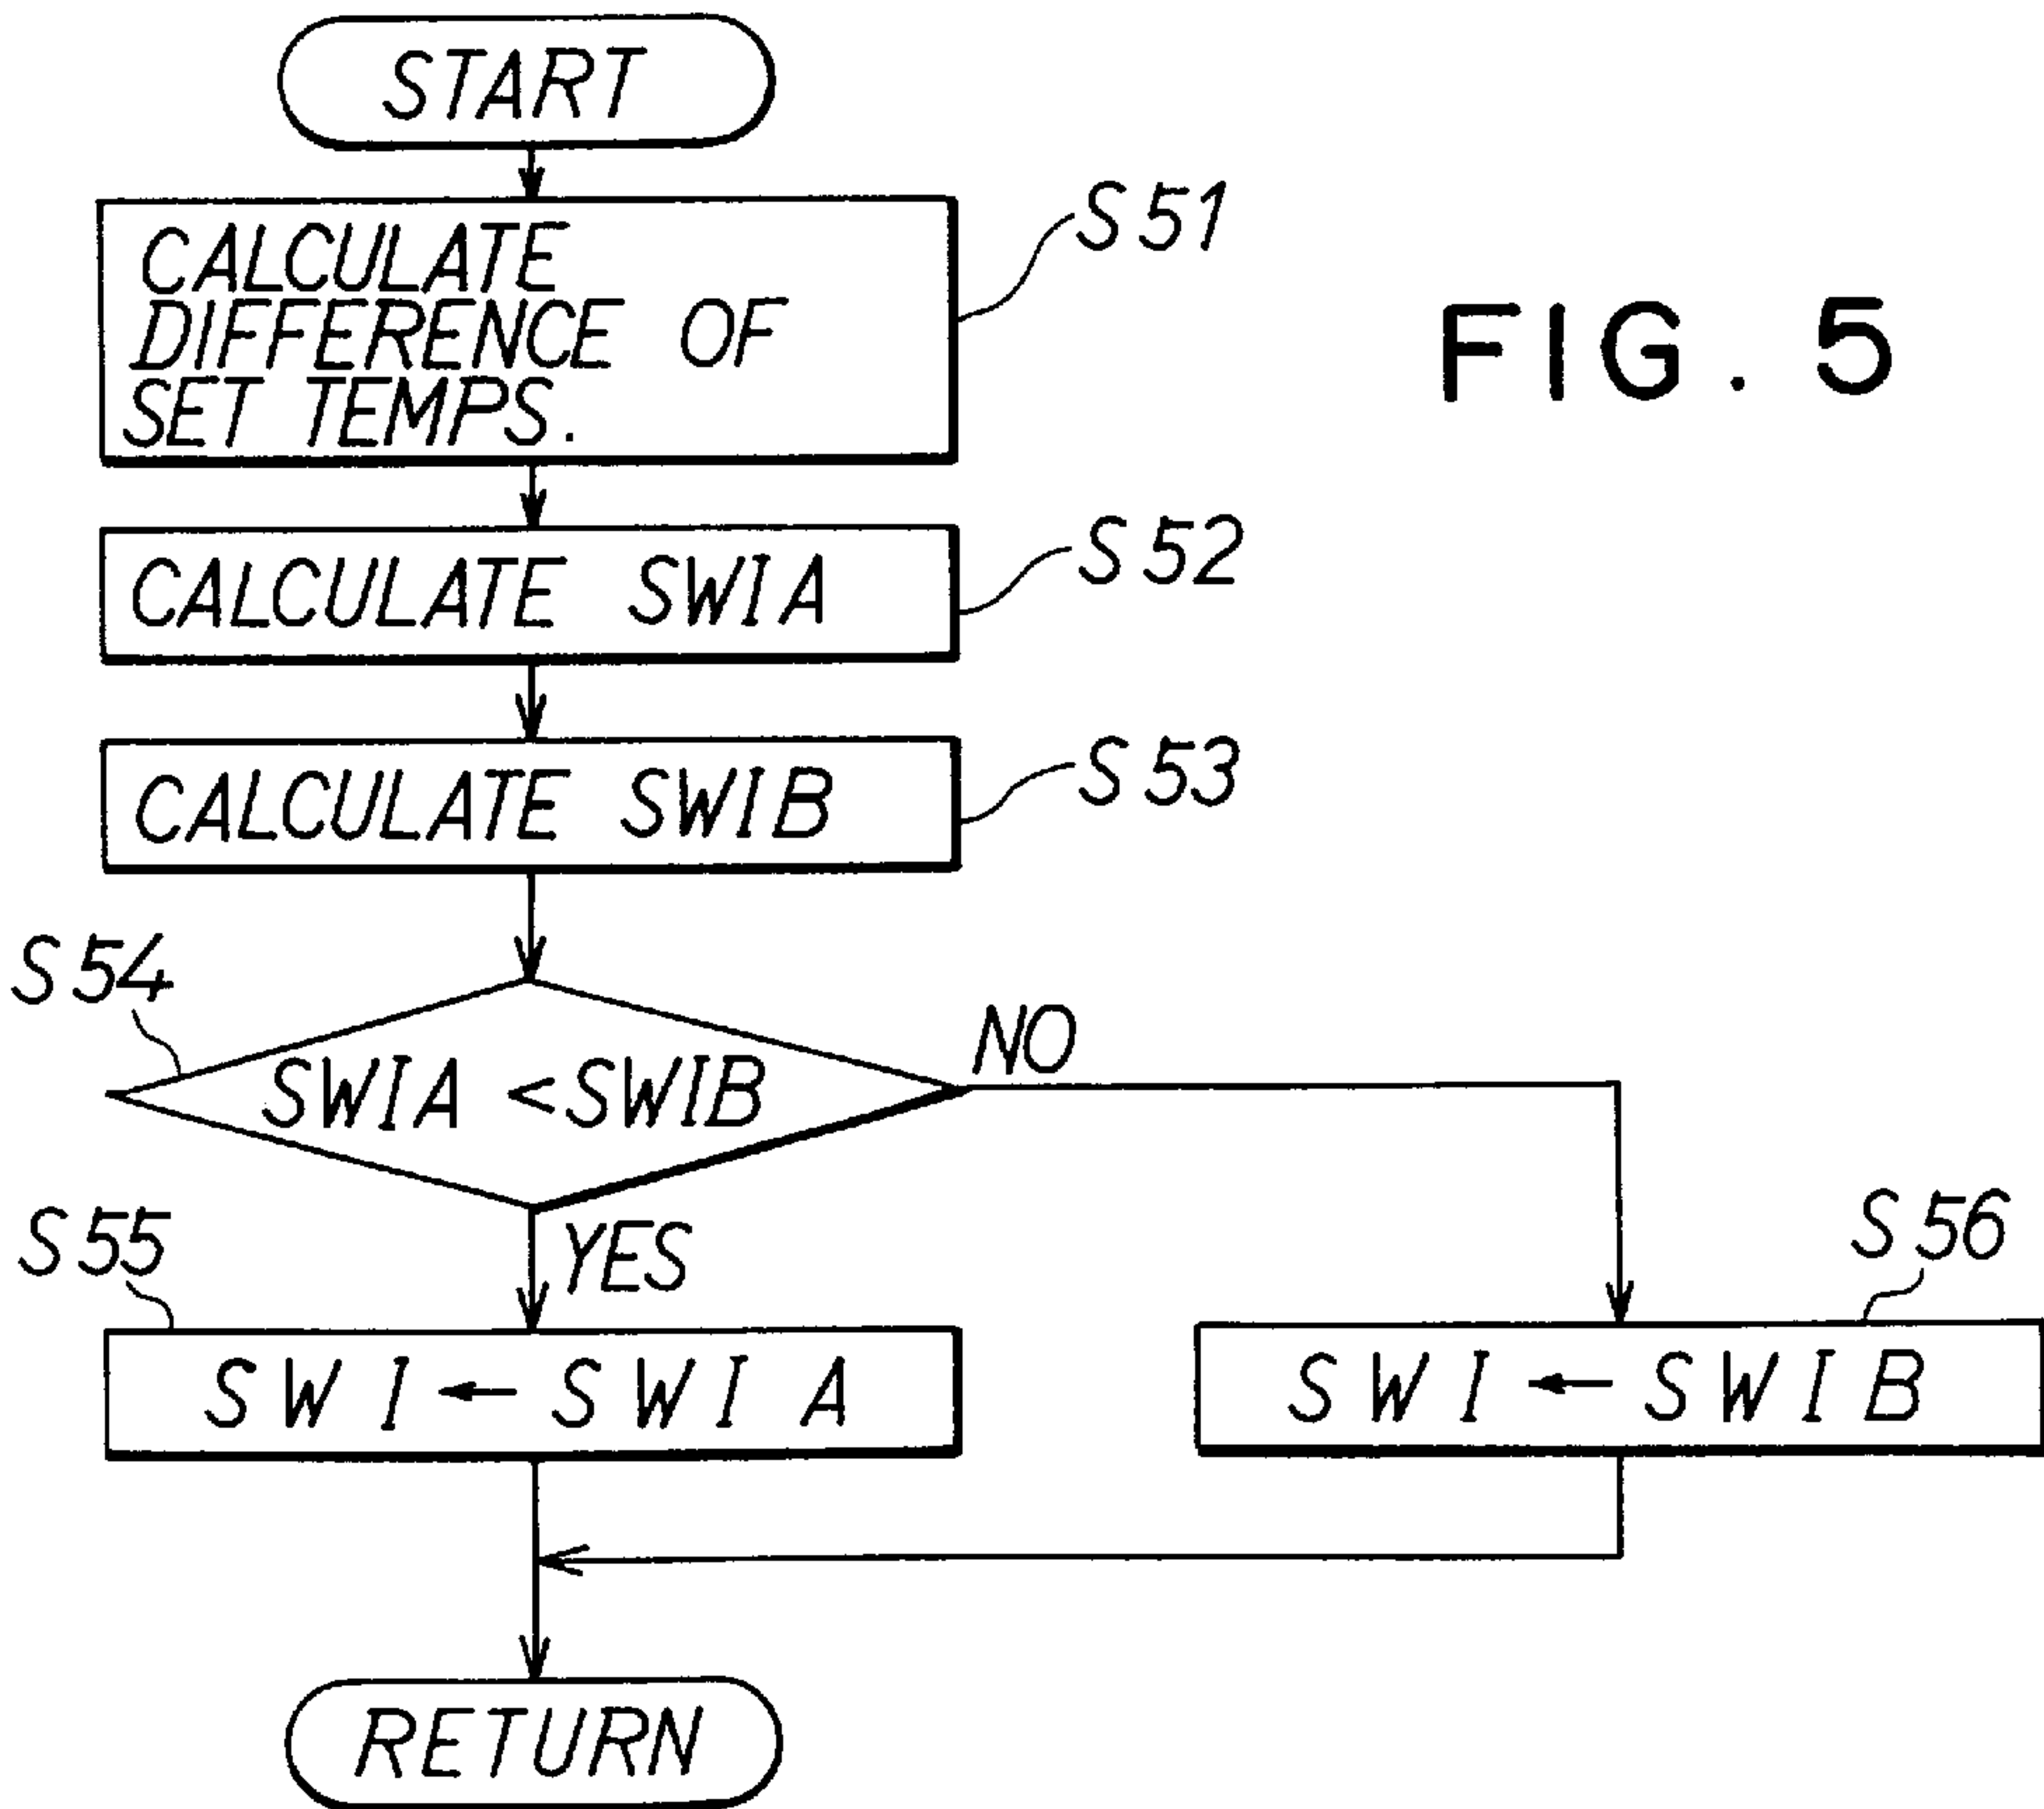 START
CALCULATE
DIFFERENCE OF
SET TEMPS.
S51
FIG. 5
CALCULATE SWIA
S52
CALCULATE SWIB
S53
S54
SWIA <SWIB
NO
YES
S55
SWI ← SWIA
S56
SWI ← SWIB
RETURN